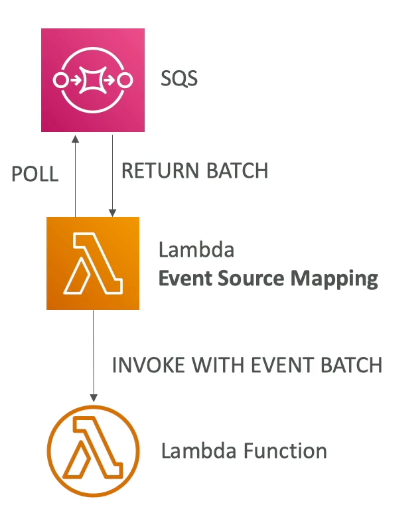 SQS
POLL
RETURN BATCH
Lambda
Event Source Mapping
INVOKE WITH EVENT BATCH
Lambda Function